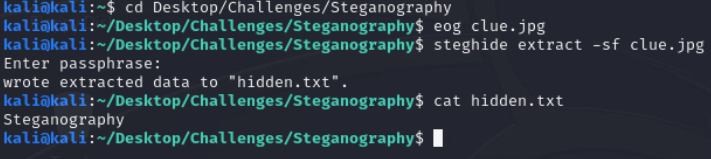 kali@kali:~$ cd Desktop/Challenges/Steganography
kali@kali:~/Desktop/Challenges/Steganography$ eog clue.jpg
kali@kali:~/Desktop/Challenges/Steganography$ steghide extract -sf clue.jpg
Enter passphrase:
wrote extracted data to "hidden.txt".
kali@kali:~/Desktop/Challenges/Steganography$ cat hidden.txt
Steganography
kali@kali:~/Desktop/Challenges/Steganography$